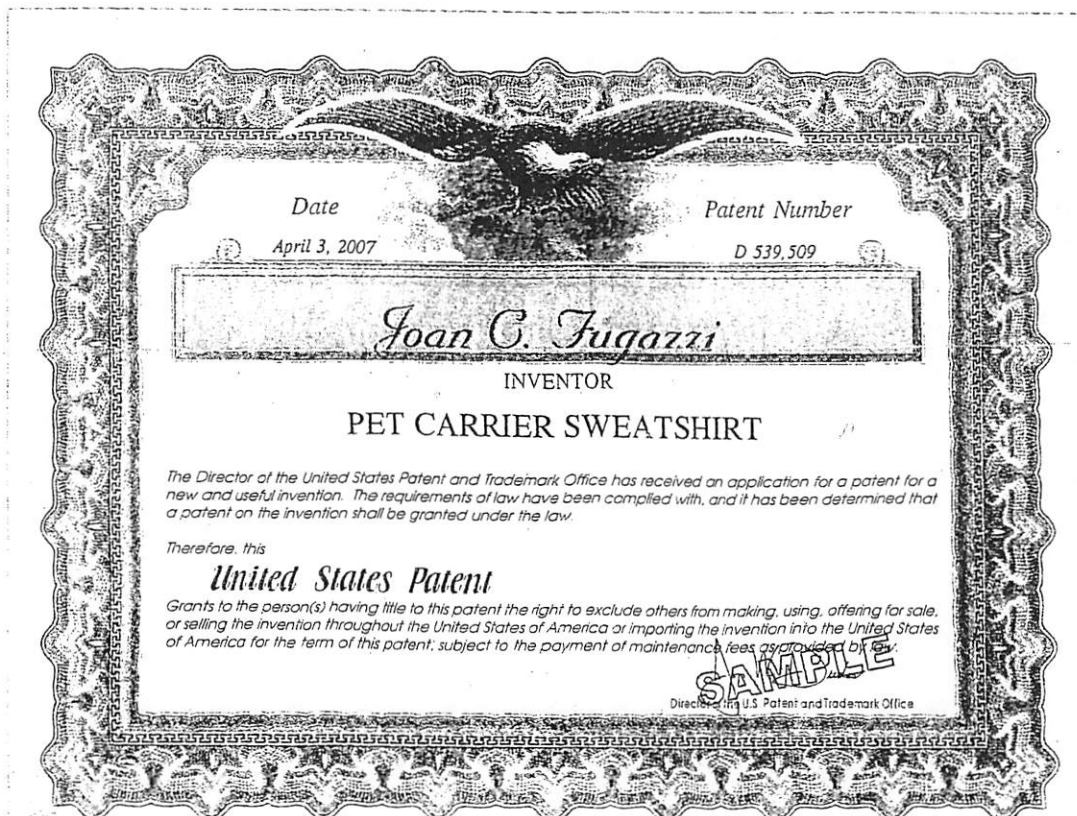 Date
Patent Number
April 3, 2007
D 539,509
Joan C. Fugazzi
INVENTOR
PET CARRIER SWEATSHIRT
The Director of the United States Patent and Trademark Office has received an application for a patent for a
new and useful invention. The requirements of law have been complied with, and it has been determined that
a patent on the invention shall be granted under the law.
Therefore, this
United States Patent
Grants to the person(s) having title to this patent the right to exclude others from making, using, offering for sale,
or selling the invention throughout the United States of America or importing the invention into the United States
of America for the term of this patent; subject to the payment of maintenance fees as provided by law.
SAMPLE
Director of the U.S. Patent and Trademark Office